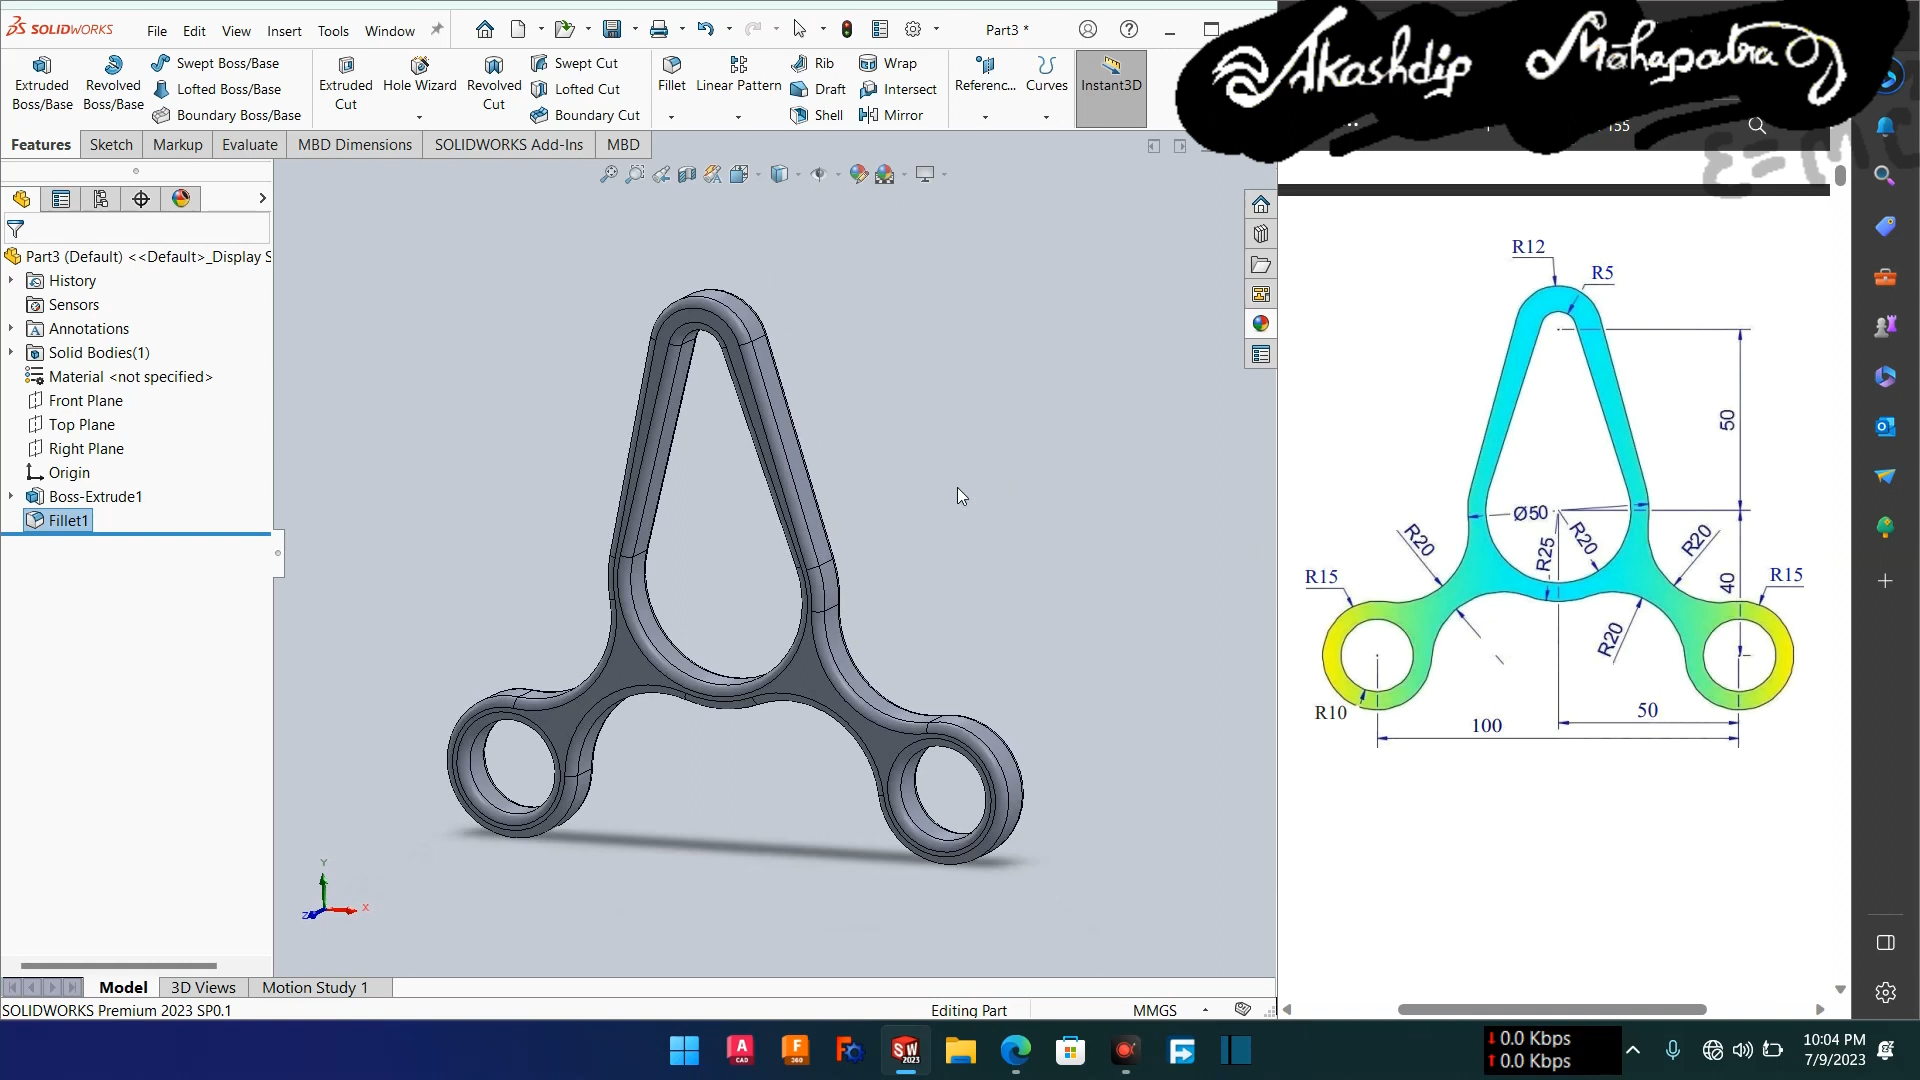 SOLIDWORKS File Edit View Insert Tools Window Part3 *
Akashdip Mahapatra
Extruded Boss/Base
Revolved Boss/Base
Swept Boss/Base
Lofted Boss/Base
Boundary Boss/Base
Extruded Cut
Hole Wizard
Revolved Cut
Swept Cut
Lofted Cut
Boundary Cut
Fillet
Linear Pattern
Rib
Draft
Shell
Wrap
Intersect
Mirror
Referenc...
Curves
Instant3D
155
Features Sketch Markup Evaluate MBD Dimensions SOLIDWORKS Add-Ins MBD
Part3 (Default) <<Default>_Display S
History
Sensors
Annotations
Solid Bodies(1)
Material <not specified>
Front Plane
Top Plane
Right Plane
Origin
Boss-Extrude1
Fillet1
Y
X
Z
R12
R5
50
Ø50
R20
R25
R20
R20
R15
40
R15
R20
R10
50
100
Model 3D Views Motion Study 1
SOLIDWORKS Premium 2023 SP0.1 Editing Part MMGS
0.0 Kbps
0.0 Kbps
10:04 PM
7/9/2023